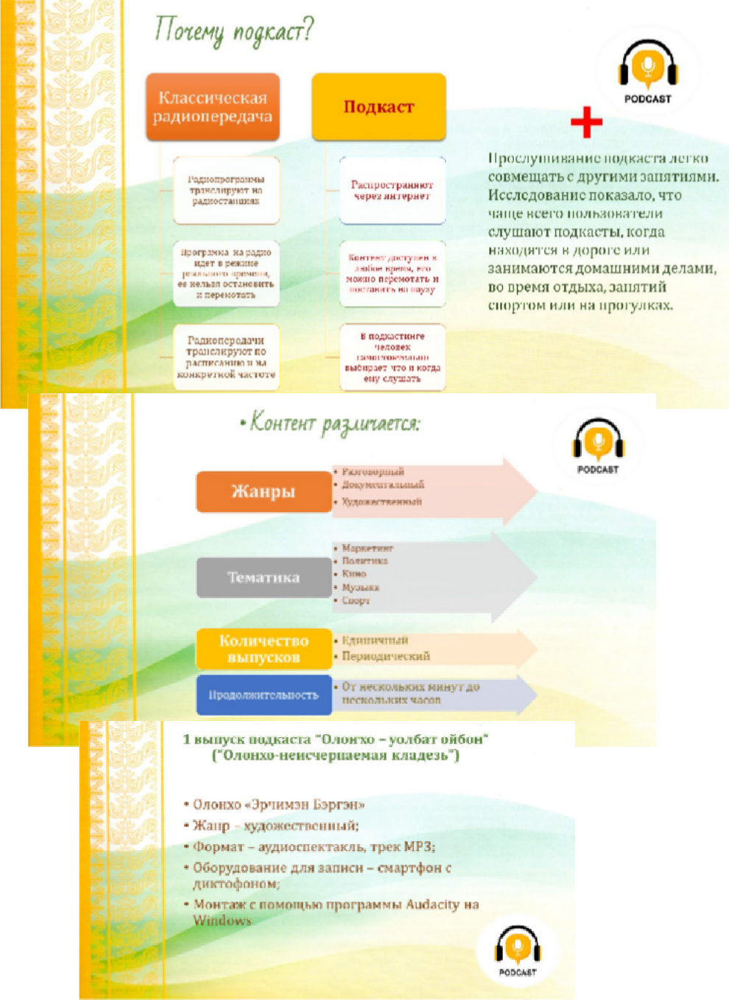 Почему подкаст?
PODCAST
Классическая
радиопередача
Радиопрограммы
транслируют на
радиостанциях
Программа на радио
идет в режиме
реального времени,
ее нельзя остановить
и перемотать
Радиопередачи
транслируют по
расписанию и на
конкретной частоте
Подкаст
Распространяют
через интернет
Контент доступен в
любое время, его
можно перемотать и
поставить на паузу
В подкастинге
человек
самостоятельно
выбирает что и когда
ему слушать
+
Прослушивание подкаста легко
совмещать с другими занятиями.
Исследование показало, что
чаще всего пользователи
слушают подкасты, когда
находятся в дороге или
занимаются домашними делами,
во время отдыха, занятий
спортом или на прогулках.
• Контент различается:
PODCAST
Жанры
• Разговорный
• Документальный
• Художественный
Тематика
• Маркетинг
• Политика
• Кино
• Музыка
• Спорт
Количество
выпусков
• Единичный
• Периодический
Продолжительность
• От нескольких минут до
нескольких часов
1 выпуск подкаста "Олоҥхо – уолбат ойбон"
("Олонхо-неисчерпаемая кладезь")
• Олонхо «Эрчимэн Бэргэн»
• Жанр – художественный;
• Формат – аудиоспектакль, трек MP3;
• Оборудование для записи – смартфон с
диктофоном;
• Монтаж с помощью программы Audacity на
Windows
PODCAST